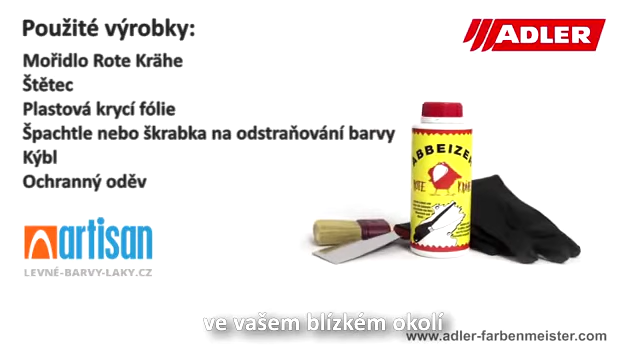 Použité výrobky:
ADLER
Mořidlo Rote Krähe
Štětec
Plastová krycí fólie
Špachtle nebo škrabka na odstraňování barvy
Kýbl
Ochranný oděv
ABBEIZER
ROTE KRÄHE
artisan
LEVNÉ-BARVY-LAKY.CZ
ve vašem blízkém okolí
www.adler-farbenmeister.com